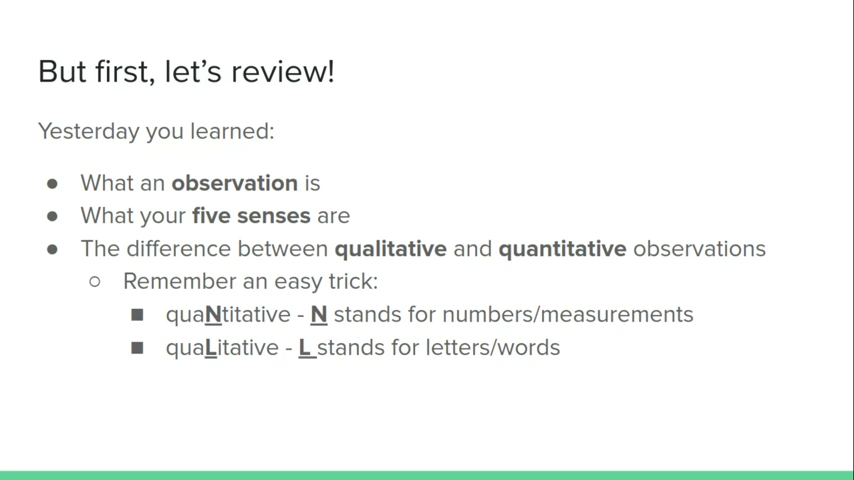 But first, let’s review!
Yesterday you learned:
● What an observation is
● What your five senses are
● The difference between qualitative and quantitative observations
○ Remember an easy trick:
■ quaNtitative - N stands for numbers/measurements
■ quaLitative - L stands for letters/words